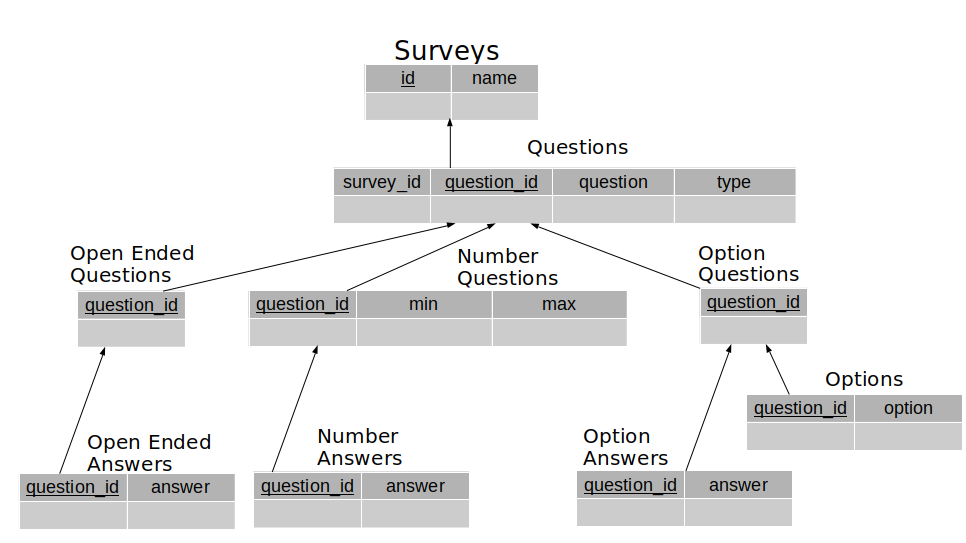 Surveys
id name
Questions
survey_id question_id question type
Open Ended
Questions
question_id
Number
Questions
question_id min max
Option
Questions
question_id
Options
question_id option
Open Ended
Answers
question_id answer
Number
Answers
question_id answer
Option
Answers
question_id answer